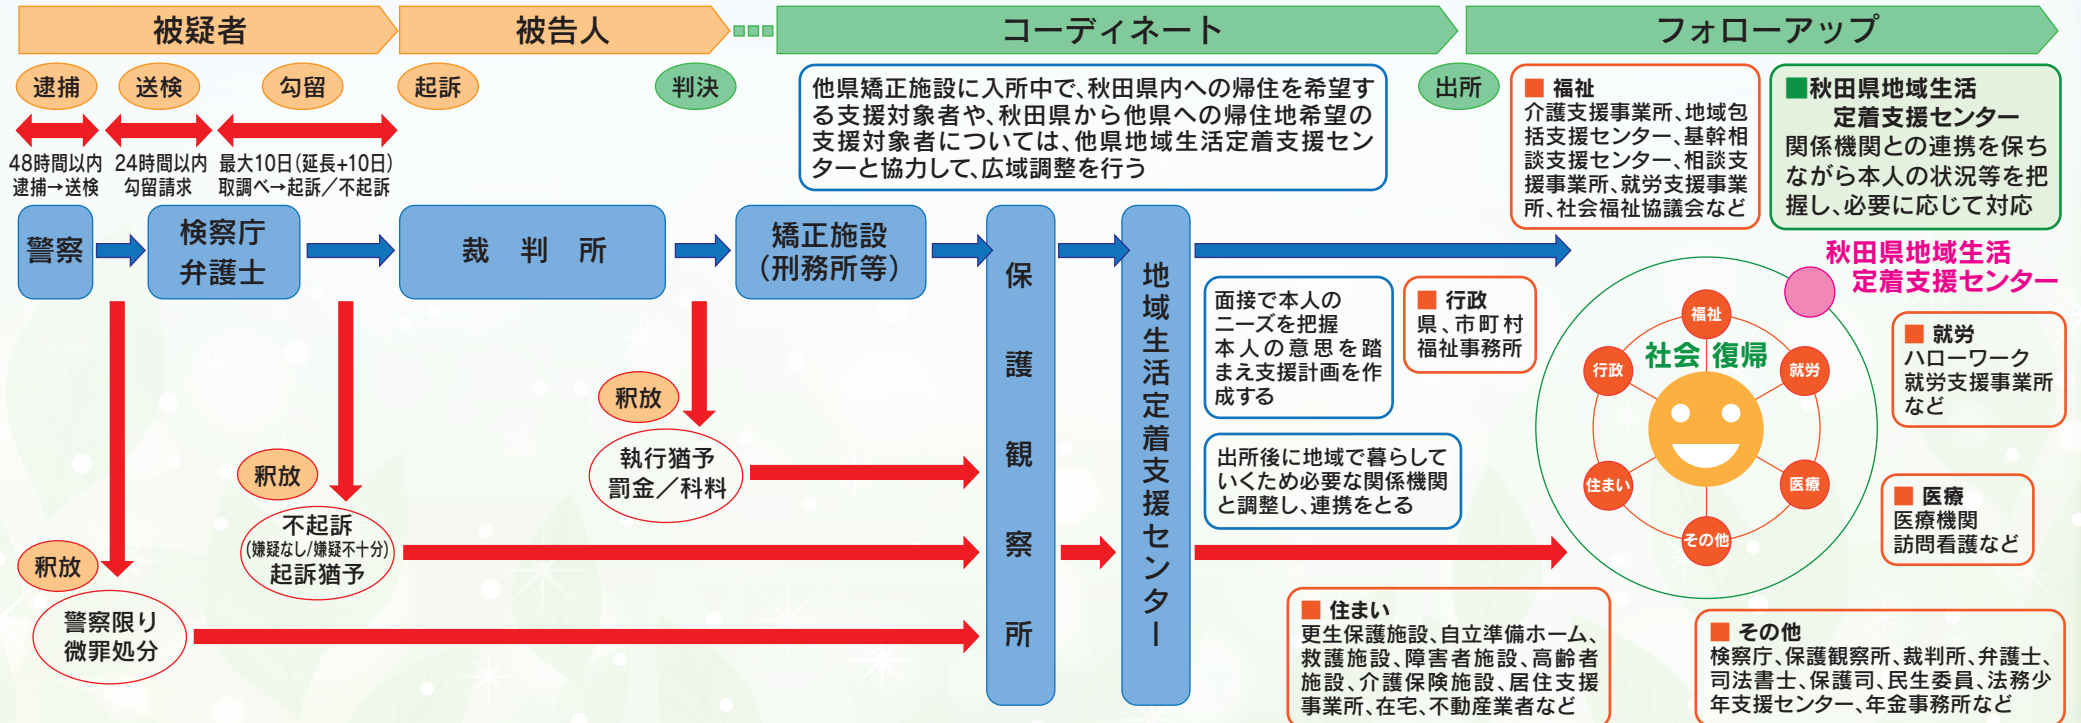 被疑者
被告人
コーディネート
フォローアップ
逮捕
送検
勾留
起訴
判決
出所
48時間以内
逮捕→送検
24時間以内
勾留請求
最大10日(延長+10日)
取調べ→起訴／不起訴
他県矯正施設に入所中で、秋田県内への帰住を希望す
る支援対象者や、秋田県から他県への帰住地希望の
支援対象者については、他県地域生活定着支援セン
ターと協力して、広域調整を行う
■ 福祉
介護支援事業所、地域包
括支援センター、基幹相
談支援センター、相談支
援事業所、就労支援事業
所、社会福祉協議会など
■秋田県地域生活
定着支援センター
関係機関との連携を保ち
ながら本人の状況等を把
握し、必要に応じて対応
警察
検察庁
弁護士
裁判所
矯正施設
(刑務所等)
保護観察所
地域生活定着支援センター
面接で本人の
ニーズを把握
本人の意思を踏
まえ支援計画を作
成する
■ 行政
県、市町村
福祉事務所
秋田県地域生活
定着支援センター
福祉
社会復帰
行政
就労
住まい
医療
その他
■ 就労
ハローワーク
就労支援事業所
など
釈放
執行猶予
罰金／科料
出所後に地域で暮らして
いくため必要な関係機関
と調整し、連携をとる
釈放
不起訴
(嫌疑なし/嫌疑不十分)
起訴猶予
■ 医療
医療機関
訪問看護など
釈放
警察限り
微罪処分
■ 住まい
更生保護施設、自立準備ホーム、
救護施設、障害者施設、高齢者
施設、介護保険施設、居住支援
事業所、在宅、不動産業者など
■ その他
検察庁、保護観察所、裁判所、弁護士、
司法書士、保護司、民生委員、法務少
年支援センター、年金事務所など